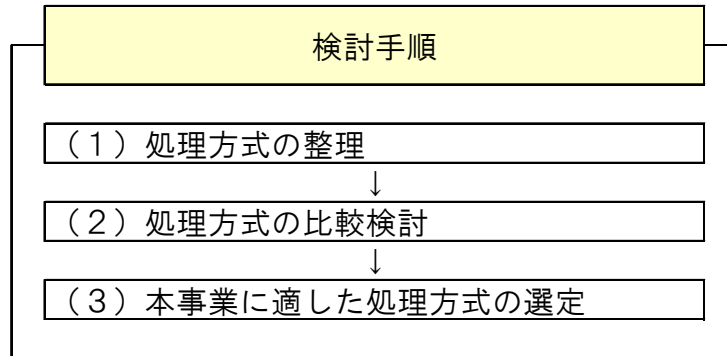 検討手順
（１）処理方式の整理
↓
（２）処理方式の比較検討
↓
（３）本事業に適した処理方式の選定